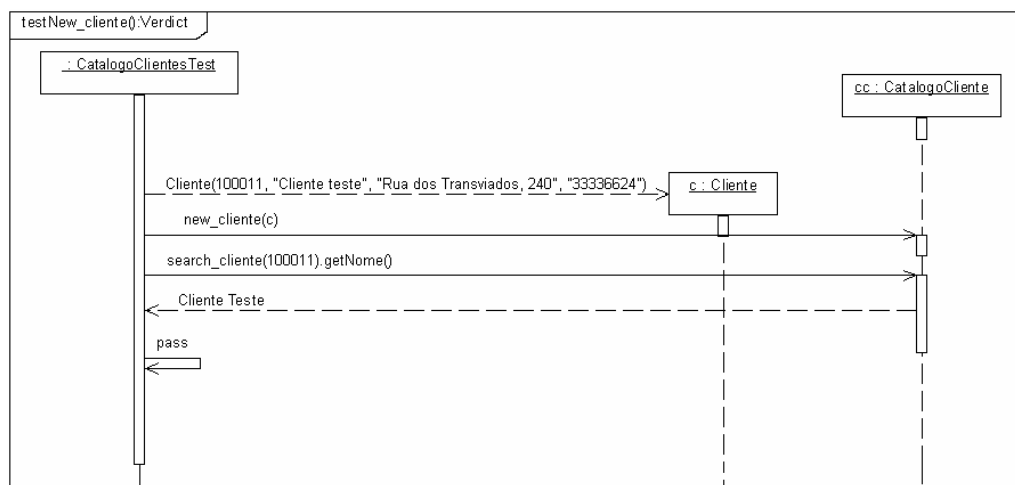 testNew_cliente():Verdict
_: CatalogoClientesTest
cc : CatalogoCliente
Cliente(100011, "Cliente teste", "Rua dos Transviados, 240", "33336624")
c : Cliente
new_cliente(c)
search_cliente(100011).getNome()
Cliente Teste
pass